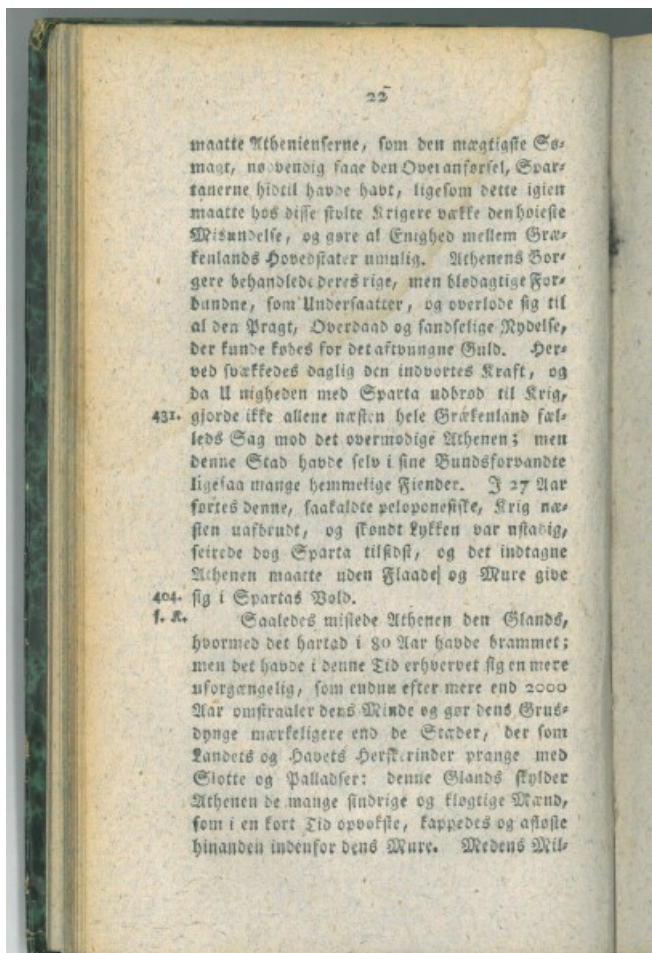 22
maatte Athenienserne, som den mægtigste Sø-
magt, nødvendig tage den Overanførsel, Spar-
tanerne hidtil havde havt, ligesom dette igien
maatte hos disse stolte Krigere vække den høieste
Misundelse, og gøre al Enighed mellem Græ-
kenlands Hovedstater umulig. Athenens Bor-
gere behandlede deres rige, men blødagtige For-
bundne, som Undersaatter, og overlode sig til
al den Pragt, Overdaad og sandselige Nydelse,
der kunde købes for det aftvungne Guld. Her-
ved svækkedes daglig den indvortes Kraft, og
da U nigheden med Sparta udbrød til Krig,
431. gjorde ikke allene næsten hele Grækenland fæl-
leds Sag mod det overmodige Athenen; men
denne Stad havde selv i sine Bundsforvandte
ligesaa mange hemmelige Fiender. I 27 Aar
førtes denne, saakaldte peloponesiske, Krig næ-
sten uafbrudt, og skøndt Lykken var ustadig,
seirede dog Sparta tilsidst, og det indtagne
Athenen maatte uden Flaade og Mure give
404. sig i Spartas Vold.
f. K. Saaledes mistede Athenen den Glands,
hvormed det hartad i 80 Aar havde brammet;
men det havde i denne Tid erhvervet sig en mere
uforgængelig, som endnu efter mere end 2000
Aar omstraaler dens Minde og gør dens Grus-
dynge mærkeligere end de Stæder, der som
Landets og Havets Herskerinder prange med
Slotte og Palladser: denne Glands skylder
Athenen de mange sindrige og kløgtige Mænd,
som i en kort Tid opvokste, kappedes og afløste
hinanden indenfor dens Mure. Medens Mil-